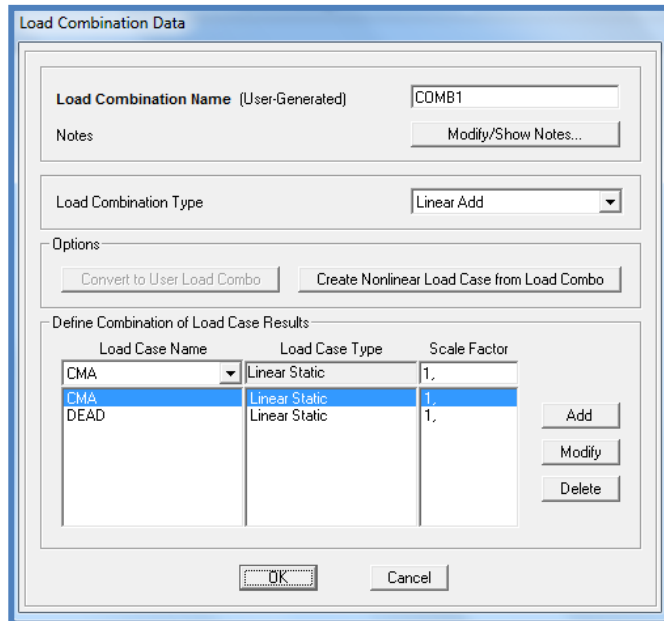 Load Combination Data
Load Combination Name (User-Generated) COMB1
Notes Modify/Show Notes...
Load Combination Type Linear Add
Options
Convert to User Load Combo Create Nonlinear Load Case from Load Combo
Define Combination of Load Case Results
Load Case Name Load Case Type Scale Factor
CMA Linear Static 1,
CMA Linear Static 1,
DEAD Linear Static 1,
Add
Modify
Delete
OK Cancel